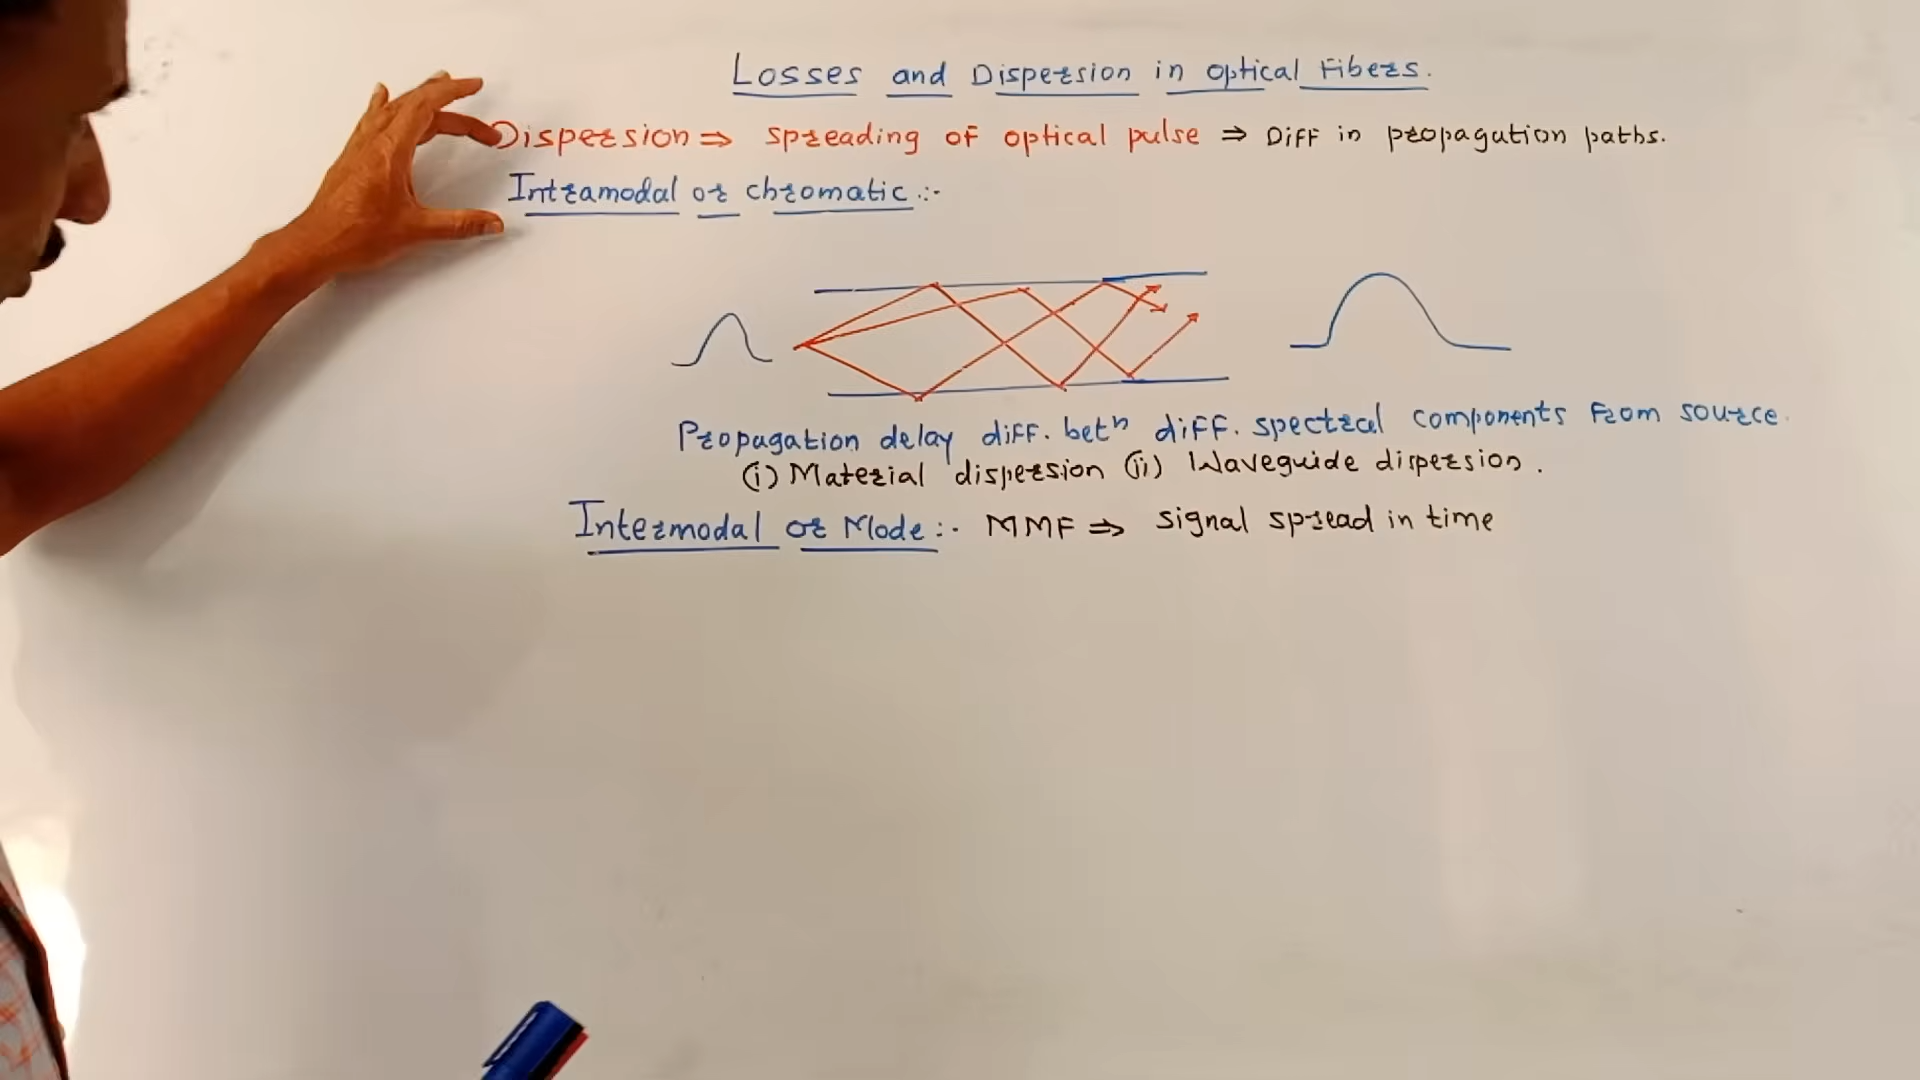 Losses and Dispersion in optical Fibers.
Dispersion ⇒ spreading of optical pulse ⇒ Diff in propagation paths.
Intramodal or chromatic :-
Propagation delay diff. betⁿ diff. spectral components From source.
(i) Material dispersion (ii) Waveguide dispersion.
Intermodal or Mode :- MMF ⇒ signal spread in time